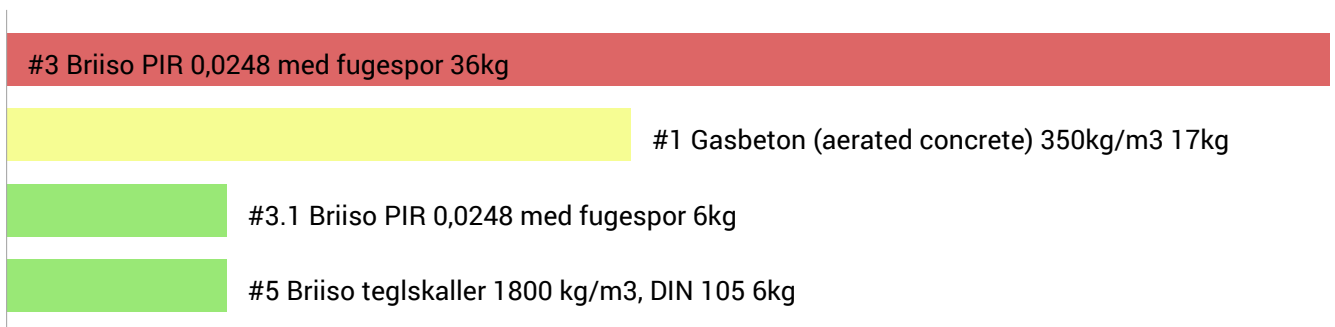 #3 Briiso PIR 0,0248 med fugespor 36kg
#1 Gasbeton (aerated concrete) 350kg/m3 17kg
#3.1 Briiso PIR 0,0248 med fugespor 6kg
#5 Briiso teglskaller 1800 kg/m3, DIN 105 6kg